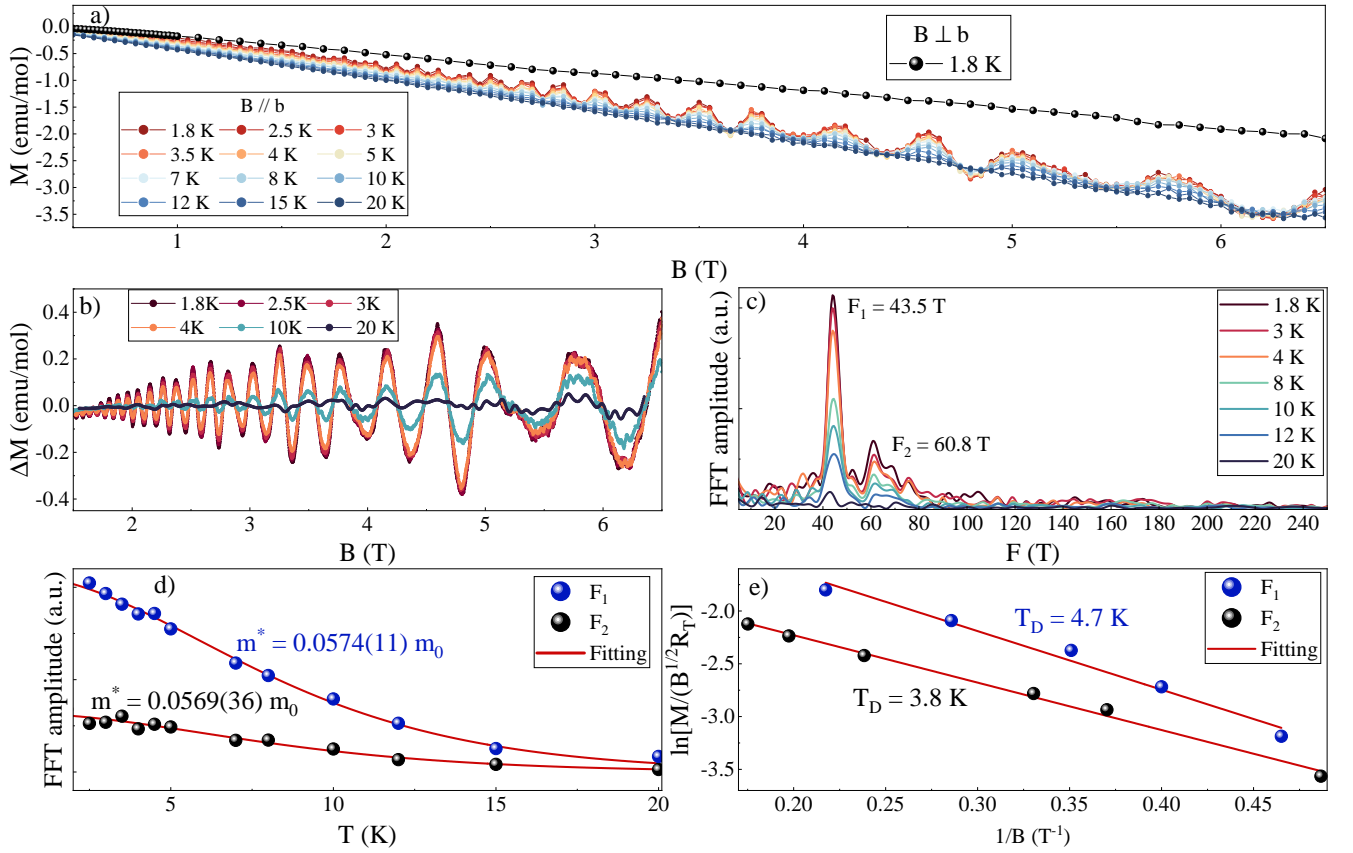 a)
0.0
-0.5
-1.0
-1.5
-2.0
-2.5
-3.0
-3.5
M (emu/mol)
B ⊥ b
1.8 K
B // b
1.8 K 2.5 K 3 K
3.5 K 4 K 5 K
7 K 8 K 10 K
12 K 15 K 20 K
1 2 3 4 5 6
B (T)
b)
1.8K 2.5K 3K
4K 10K 20 K
0.4
0.2
0.0
-0.2
-0.4
ΔM (emu/mol)
2 3 4 5 6
B (T)
c)
F₁ = 43.5 T
F₂ = 60.8 T
1.8 K
3 K
4 K
8 K
10 K
12 K
20 K
FFT amplitude (a.u.)
20 40 60 80 100 120 140 160 180 200 220 240
F (T)
d)
F₁
F₂
Fitting
m* = 0.0574(11) m₀
m* = 0.0569(36) m₀
FFT amplitude (a.u.)
5 10 15 20
T (K)
e)
F₁
F₂
Fitting
T_D = 4.7 K
T_D = 3.8 K
-2.0
-2.5
-3.0
-3.5
ln[M/(B^{1/2}R_T)]
0.20 0.25 0.30 0.35 0.40 0.45
1/B (T⁻¹)